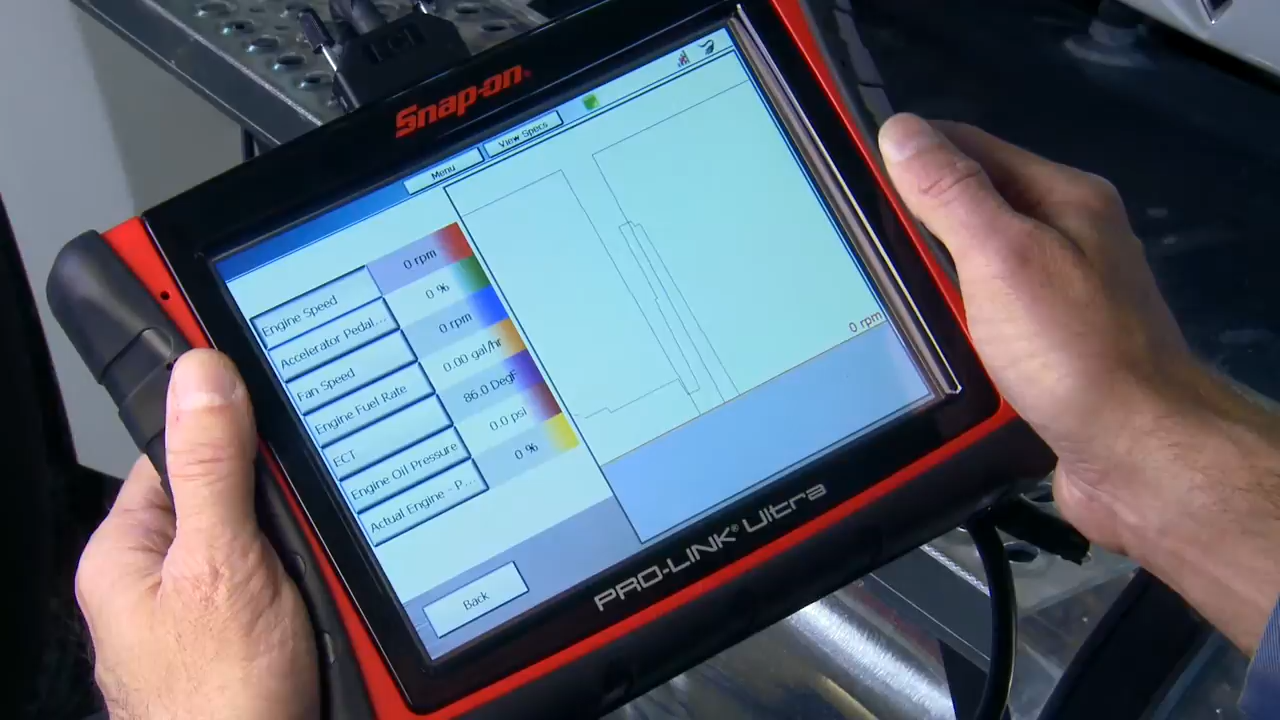 Snap-on
Menu
View Specs
Engine Speed
0 rpm
Accelerator Pedal...
0 %
Fan Speed
0 rpm
Engine Fuel Rate
0.00 gal/hr
ECT
86.0 DegF
Engine Oil Pressure
0.0 psi
Actual Engine - P...
0 %
0 rpm
Back
PRO-LINK® Ultra